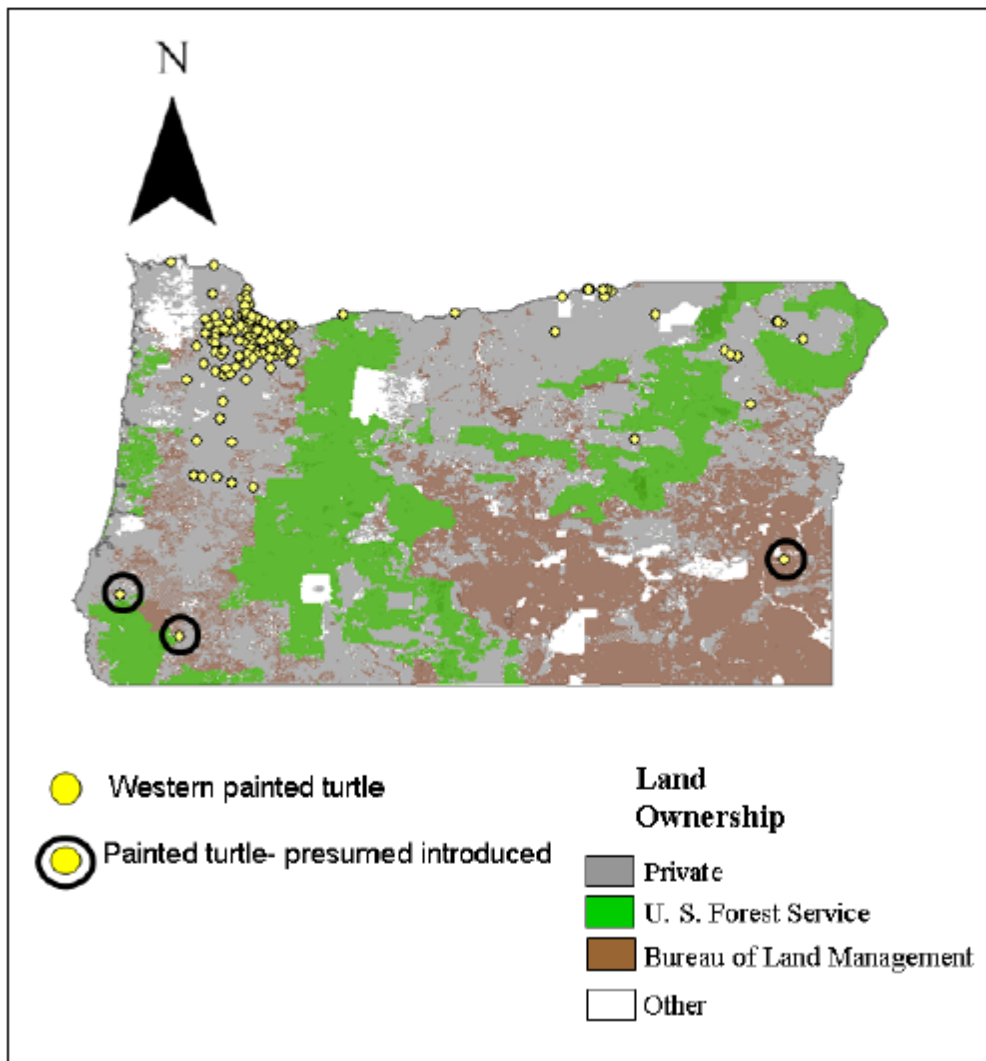 N
Western painted turtle
Painted turtle- presumed introduced
Land
Ownership
Private
U. S. Forest Service
Bureau of Land Management
Other